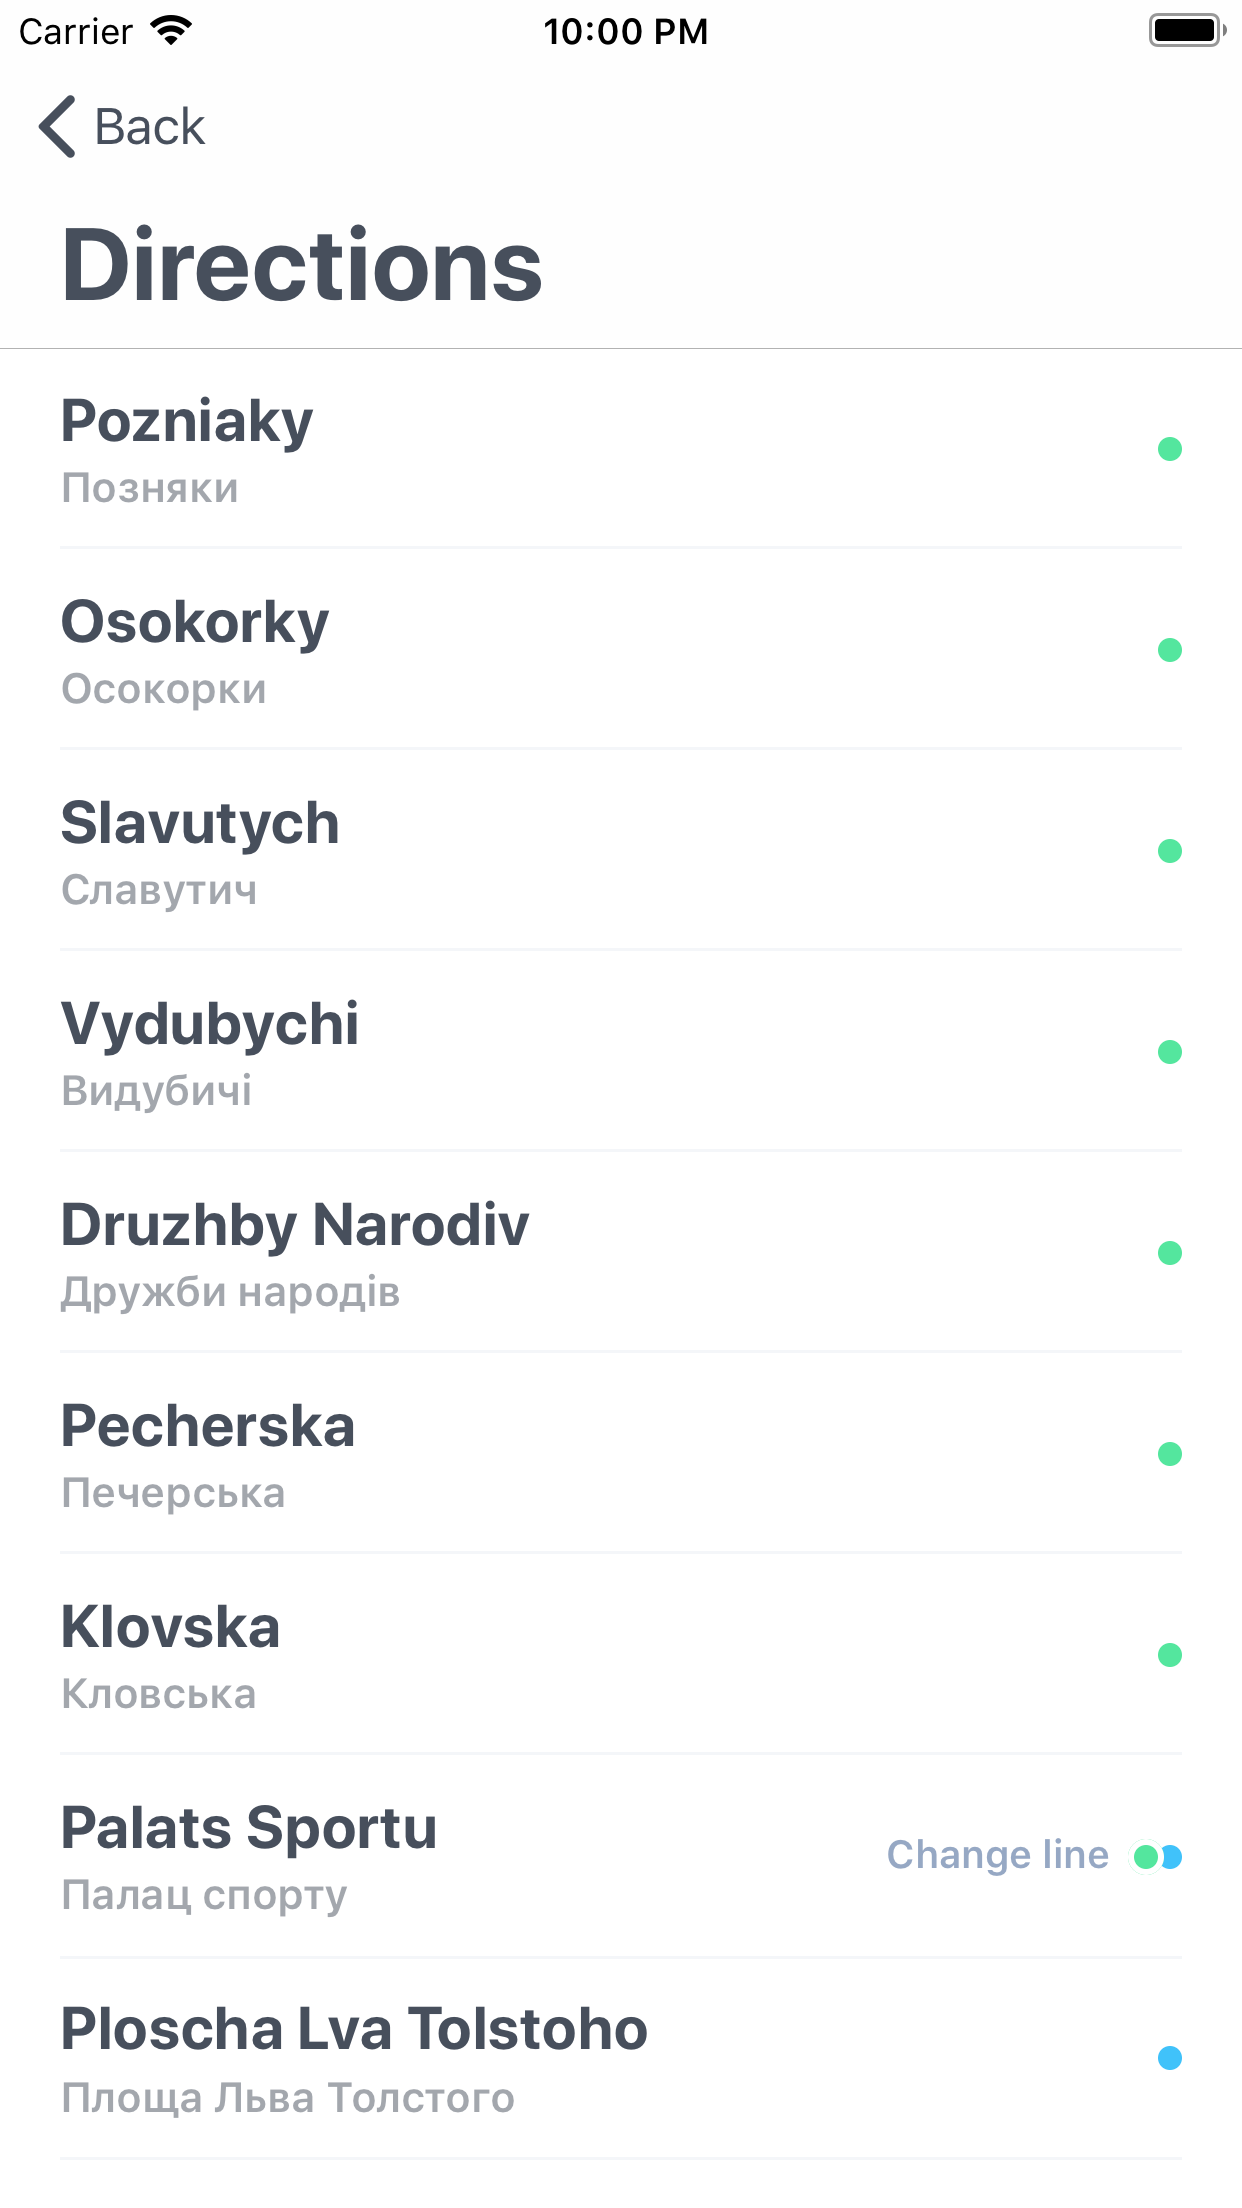 Carrier 10:00 PM
Back
Directions
Pozniaky
Позняки
Osokorky
Осокорки
Slavutych
Славутич
Vydubychi
Видубичі
Druzhby Narodiv
Дружби народів
Pecherska
Печерська
Klovska
Кловська
Palats Sportu
Change line
Палац спорту
Ploscha Lva Tolstoho
Площа Льва Толстого